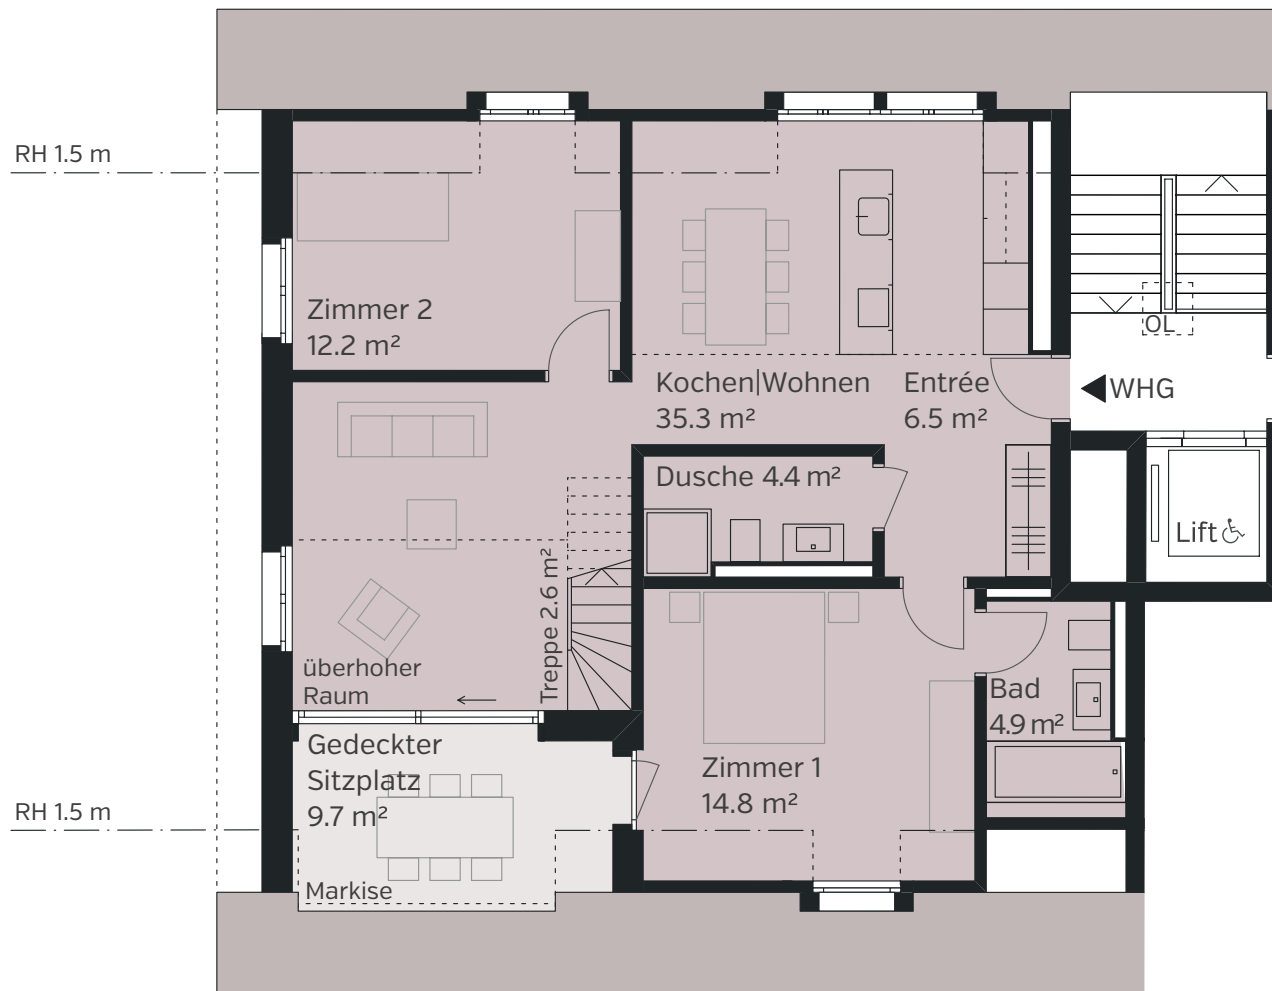 RH 1.5 m
Zimmer 2
12.2 m²
OL
Kochen|Wohnen
35.3 m²
Entrée
6.5 m²
WHG
Dusche 4.4 m²
Lift
Treppe 2.6 m²
überhoher
Raum
Bad
4.9 m²
Gedeckter
Sitzplatz
9.7 m²
Zimmer 1
14.8 m²
RH 1.5 m
Markise